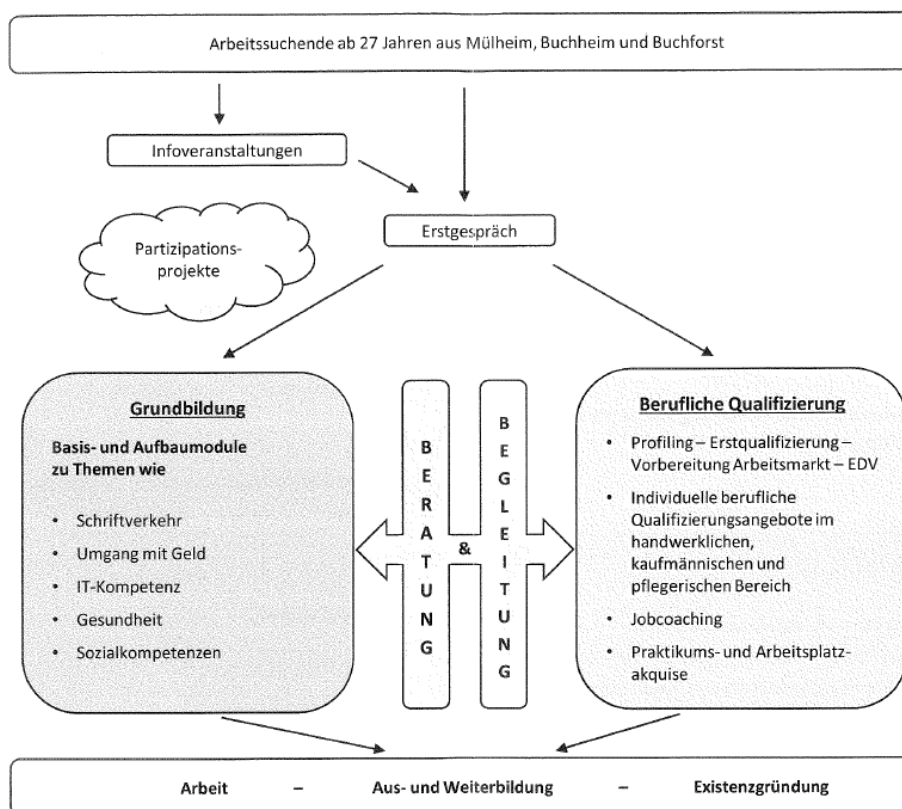 Arbeitssuchende ab 27 Jahren aus Mülheim, Buchheim und Buchforst
Infoveranstaltungen
Erstgespräch
Partizipations-
projekte
Grundbildung
Basis- und Aufbaumodule
zu Themen wie
• Schriftverkehr
• Umgang mit Geld
• IT-Kompetenz
• Gesundheit
• Sozialkompetenzen
BERATUNG
&
BEGLEITUNG
Berufliche Qualifizierung
• Profiling – Erstqualifizierung –
Vorbereitung Arbeitsmarkt – EDV
• Individuelle berufliche
Qualifizierungsangebote im
handwerklichen,
kaufmännischen und
pflegerischen Bereich
• Jobcoaching
• Praktikums- und Arbeitsplatz-
akquise
Arbeit – Aus- und Weiterbildung – Existenzgründung